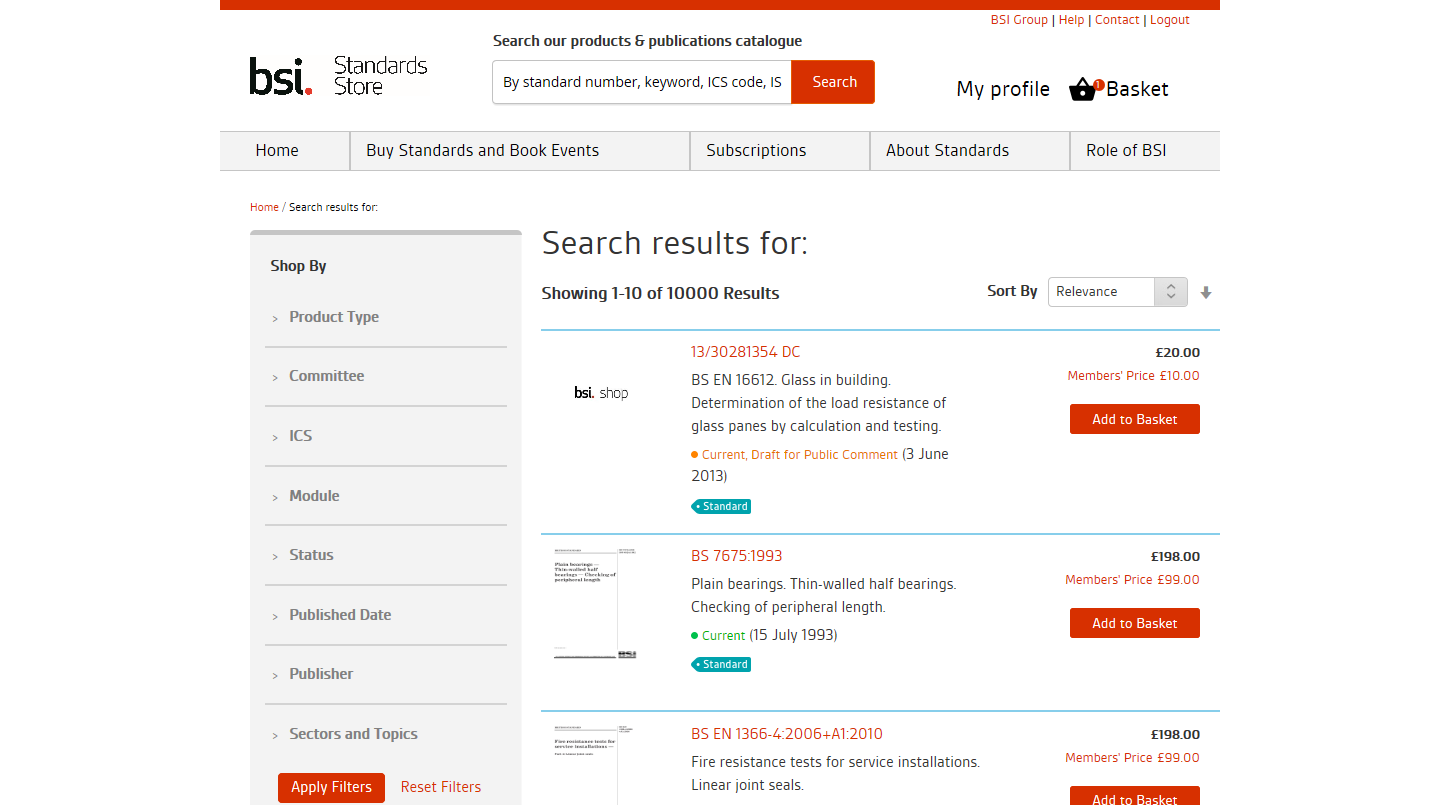 BSI Group | Help | Contact | Logout
Search our products & publications catalogue
bsi. Standards Store
By standard number, keyword, ICS code, IS
Search
My profile
1
Basket
Home
Buy Standards and Book Events
Subscriptions
About Standards
Role of BSI
Home / Search results for:
Shop By
> Product Type
> Committee
> ICS
> Module
> Status
> Published Date
> Publisher
> Sectors and Topics
Apply Filters
Reset Filters
Search results for:
Showing 1-10 of 10000 Results
Sort By
Relevance
bsi. shop
13/30281354 DC
BS EN 16612. Glass in building.
Determination of the load resistance of
glass panes by calculation and testing.
Current, Draft for Public Comment (3 June
2013)
Standard
£20.00
Members' Price £10.00
Add to Basket
Plain bearings —
Thin-walled half
bearings — Checking of
peripheral length
BSI
BS 7675:1993
Plain bearings. Thin-walled half bearings.
Checking of peripheral length.
Current (15 July 1993)
Standard
£198.00
Members' Price £99.00
Add to Basket
Fire resistance tests for
service installations —
BS EN 1366-4:2006+A1:2010
Fire resistance tests for service installations.
Linear joint seals.
£198.00
Members' Price £99.00
Add to Basket